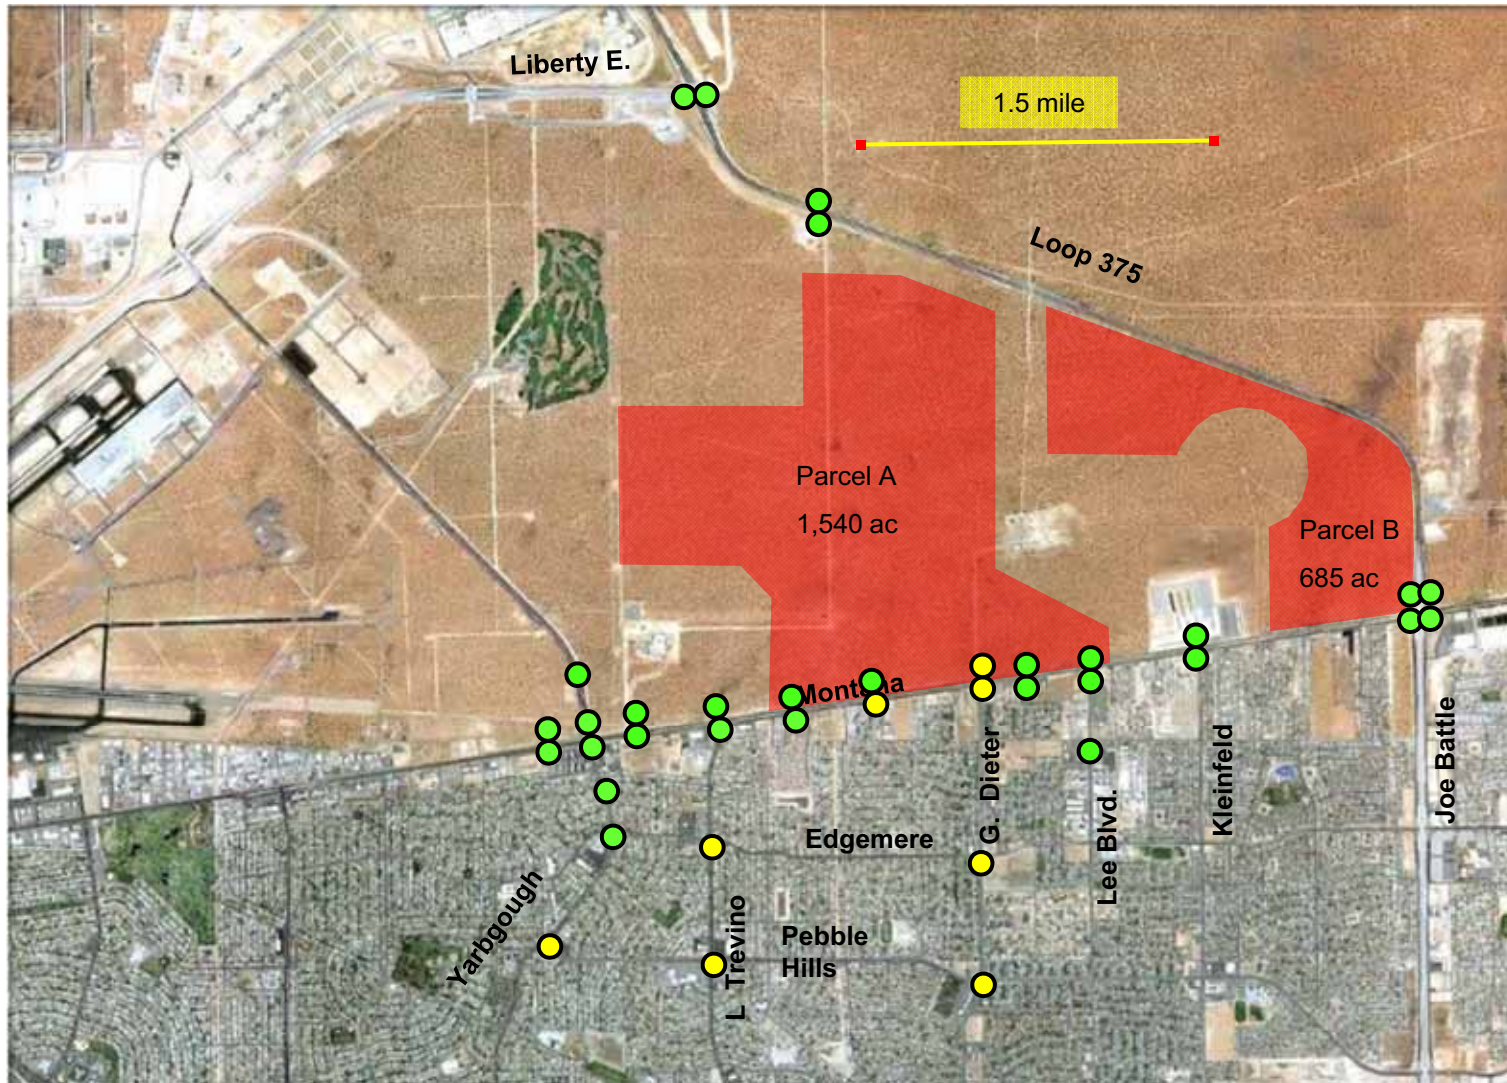 Liberty E.
1.5 mile
Loop 375
Parcel A
1,540 ac
Parcel B
685 ac
Montana
G. Dieter
Lee Blvd.
Kleinfeld
Joe Battle
Edgemere
Yarbgough
L Trevino
Pebble
Hills